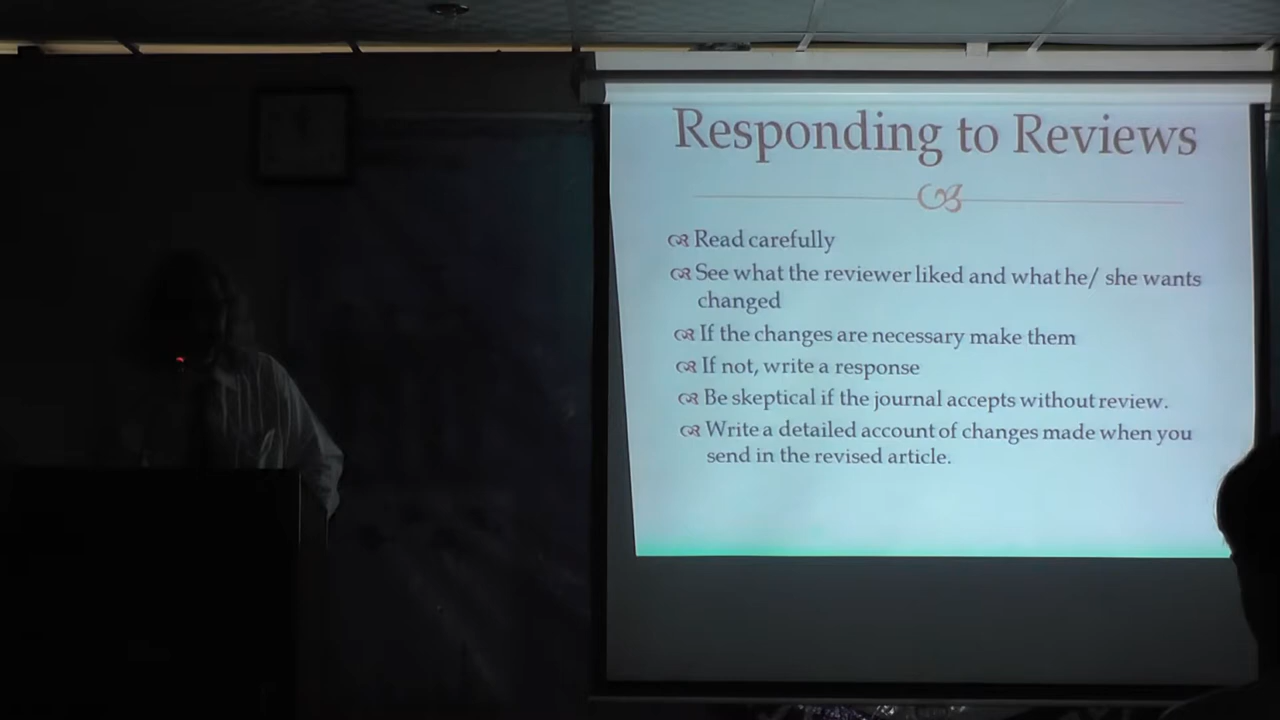 Responding to Reviews
Read carefully
See what the reviewer liked and what he/ she wants
changed
If the changes are necessary make them
If not, write a response
Be skeptical if the journal accepts without review.
Write a detailed account of changes made when you
send in the revised article.